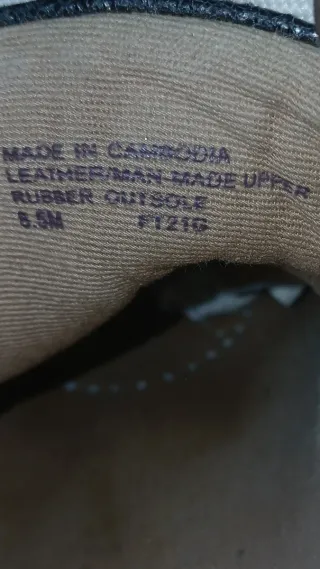 MADE IN CAMBODIA
LEATHER/MAN MADE UPPER
RUBBER OUTSOLE
6.5M F121G